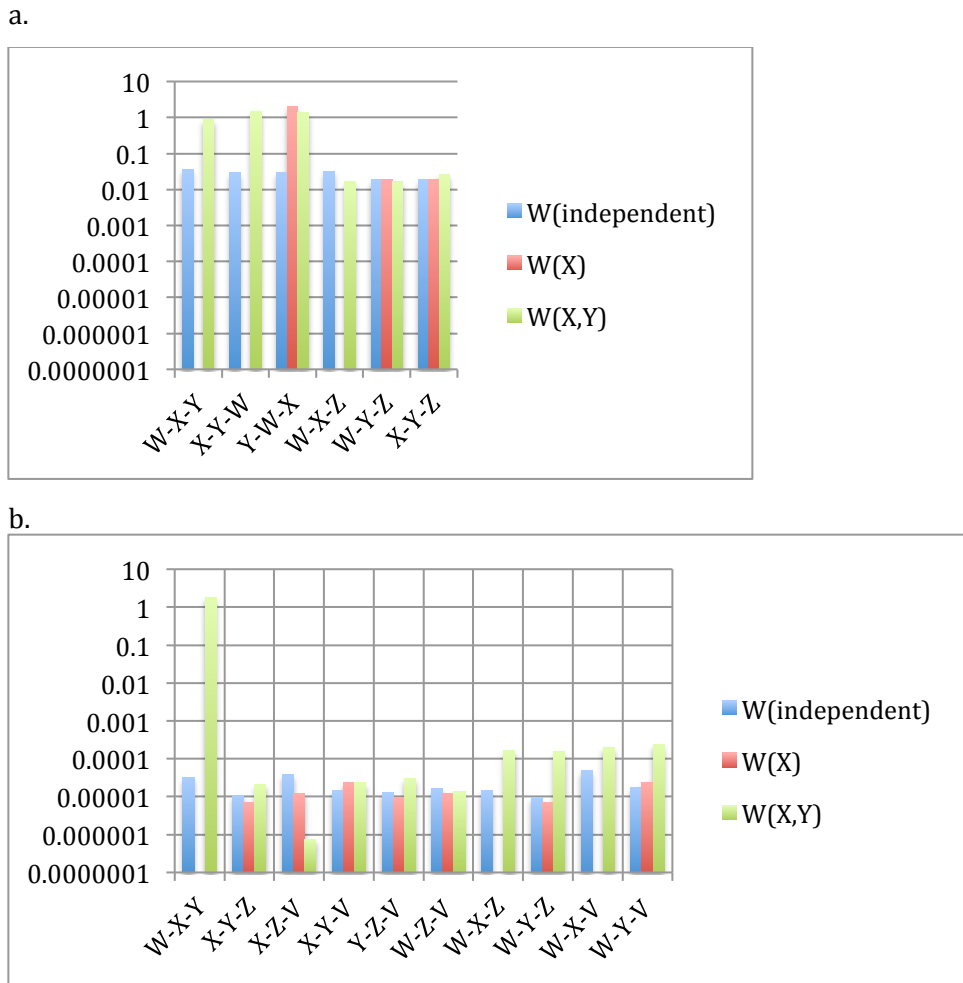 a.
10
1
0.1
0.01
0.001
0.0001
0.00001
0.000001
0.0000001
W-X-Y
X-Y-W
Y-W-X
W-X-Z
W-Y-Z
X-Y-Z
W(independent)
W(X)
W(X,Y)
b.
10
1
0.1
0.01
0.001
0.0001
0.00001
0.000001
0.0000001
W-X-Y
X-Y-Z
X-Z-V
X-Y-V
Y-Z-V
W-Z-V
W-X-Z
W-Y-Z
W-X-V
W-Y-V
W(independent)
W(X)
W(X,Y)